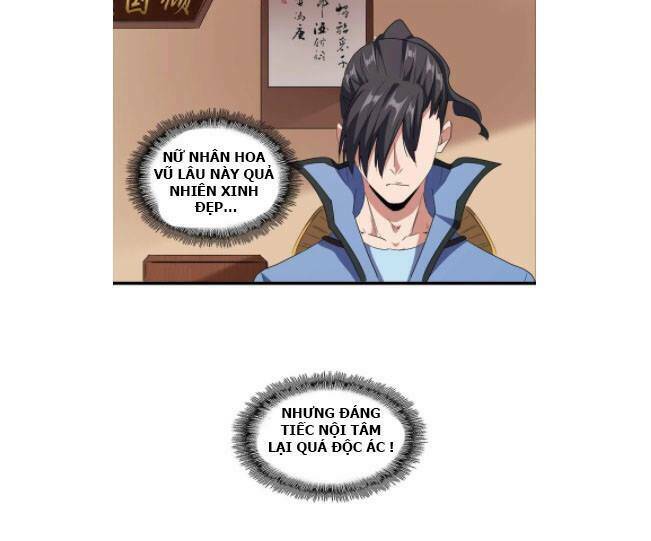 NỮ NHÂN HOA
VŨ LÂU NÀY QUẢ
NHIÊN XINH
ĐẸP...
NHƯNG ĐÁNG
TIẾC NỘI TÂM
LẠI QUÁ ĐỘC ÁC !